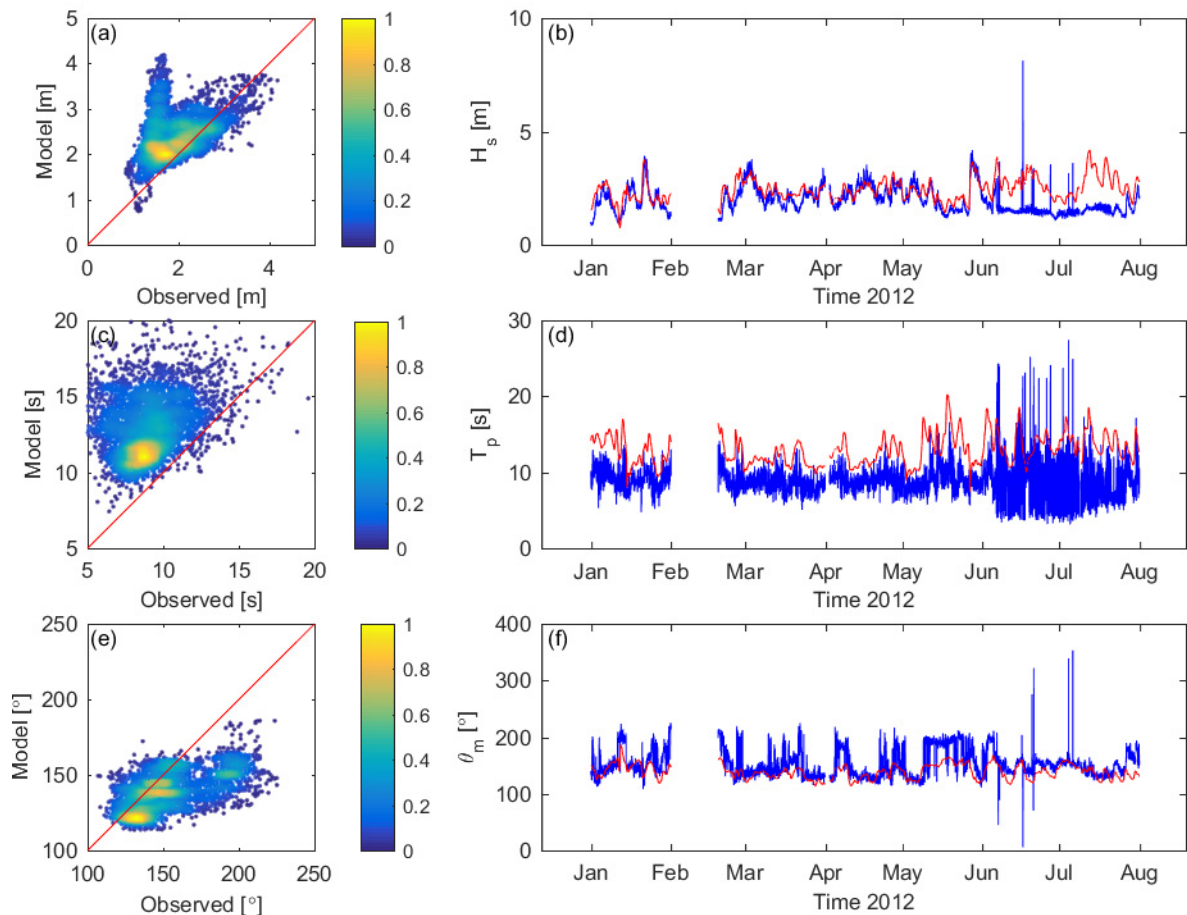 (a)
Model [m]
5
4
3
2
1
0
0 2 4
Observed [m]
1
0.8
0.6
0.4
0.2
0
(b)
H_s [m]
10
5
0
Jan Feb Mar Apr May Jun Jul Aug
Time 2012
(c)
Model [s]
20
15
10
5
5 10 15 20
Observed [s]
1
0.8
0.6
0.4
0.2
0
(d)
T_p [s]
30
20
10
0
Jan Feb Mar Apr May Jun Jul Aug
Time 2012
(e)
Model [°]
250
200
150
100
100 150 200 250
Observed [°]
1
0.8
0.6
0.4
0.2
0
(f)
θ_m [°]
400
300
200
100
0
Jan Feb Mar Apr May Jun Jul Aug
Time 2012